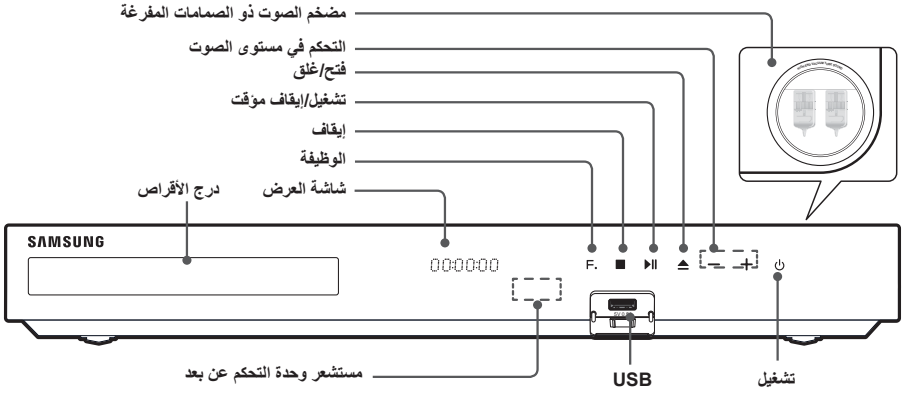 مضخم الصوت ذو الصمامات المفرغة
التحكم في مستوى الصوت
فتح/غلق
تشغيل/إيقاف مؤقت
إيقاف
الوظيفة
شاشة العرض
درج الأقراص
SAMSUNG
00:00:00
F.
مستشعر وحدة التحكم عن بعد
USB
تشغيل